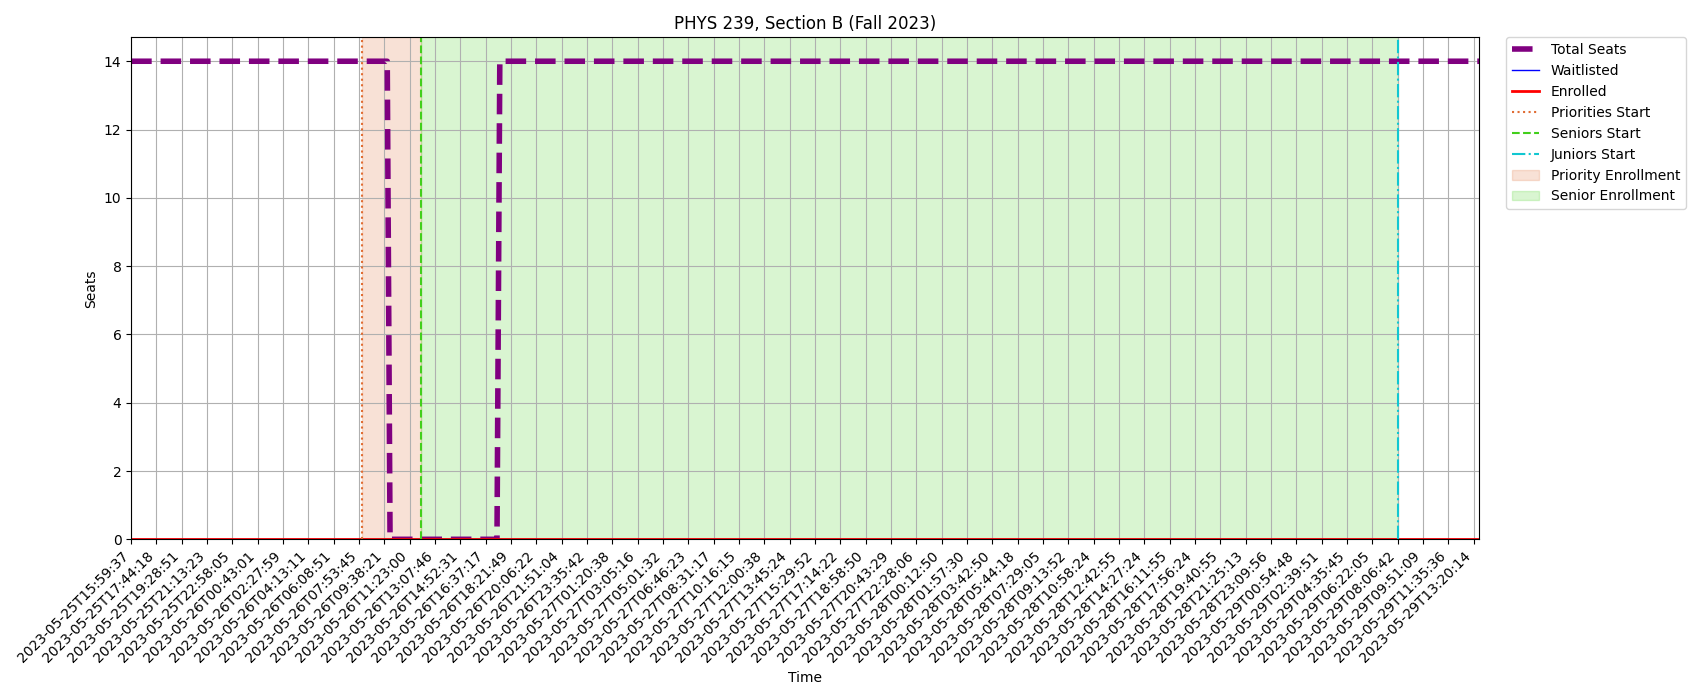 PHYS 239, Section B (Fall 2023)
Total Seats
Waitlisted
Enrolled
Priorities Start
Seniors Start
Juniors Start
Priority Enrollment
Senior Enrollment
14
12
10
8
6
4
2
0
Seats
2023-05-25T15:59:37
2023-05-25T17:44:18
2023-05-25T19:28:51
2023-05-25T21:13:23
2023-05-25T22:58:05
2023-05-26T00:43:01
2023-05-26T02:27:59
2023-05-26T04:13:11
2023-05-26T06:08:51
2023-05-26T07:53:45
2023-05-26T09:38:21
2023-05-26T11:23:00
2023-05-26T13:07:46
2023-05-26T14:52:31
2023-05-26T16:37:17
2023-05-26T18:21:49
2023-05-26T20:06:22
2023-05-26T21:51:04
2023-05-26T23:35:42
2023-05-27T01:20:38
2023-05-27T03:05:16
2023-05-27T05:01:32
2023-05-27T06:46:23
2023-05-27T08:31:17
2023-05-27T10:16:15
2023-05-27T12:00:38
2023-05-27T13:45:24
2023-05-27T15:29:52
2023-05-27T17:14:22
2023-05-27T18:58:50
2023-05-27T20:43:29
2023-05-27T22:28:06
2023-05-28T00:12:50
2023-05-28T01:57:30
2023-05-28T03:42:50
2023-05-28T05:44:18
2023-05-28T07:29:05
2023-05-28T09:13:52
2023-05-28T10:58:24
2023-05-28T12:42:55
2023-05-28T14:27:24
2023-05-28T16:11:55
2023-05-28T17:56:24
2023-05-28T19:40:55
2023-05-28T21:25:13
2023-05-28T23:09:56
2023-05-29T00:54:48
2023-05-29T02:39:51
2023-05-29T04:35:45
2023-05-29T06:22:05
2023-05-29T08:06:42
2023-05-29T09:51:09
2023-05-29T11:35:36
2023-05-29T13:20:14
Time